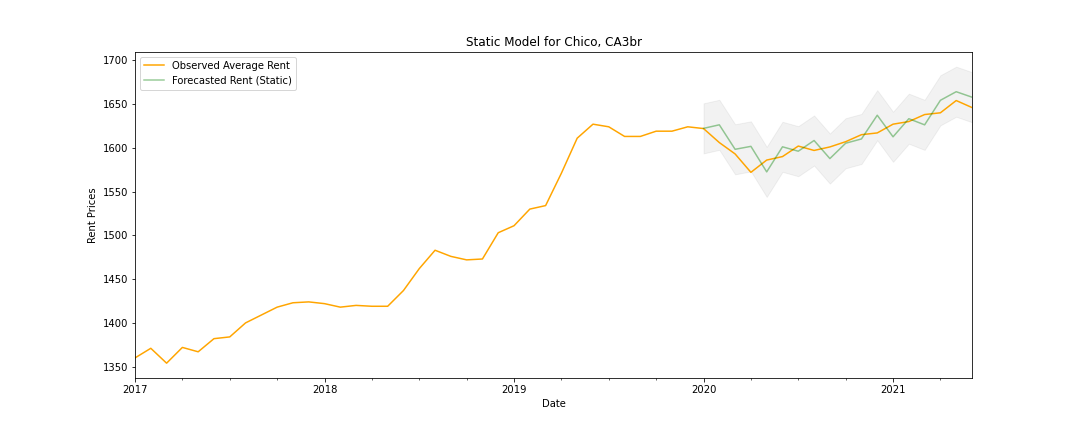 Static Model for Chico, CA3br
Observed Average Rent
Forecasted Rent (Static)
1700
1650
1600
1550
1500
1450
1400
1350
Rent Prices
2017
2018
2019
2020
2021
Date